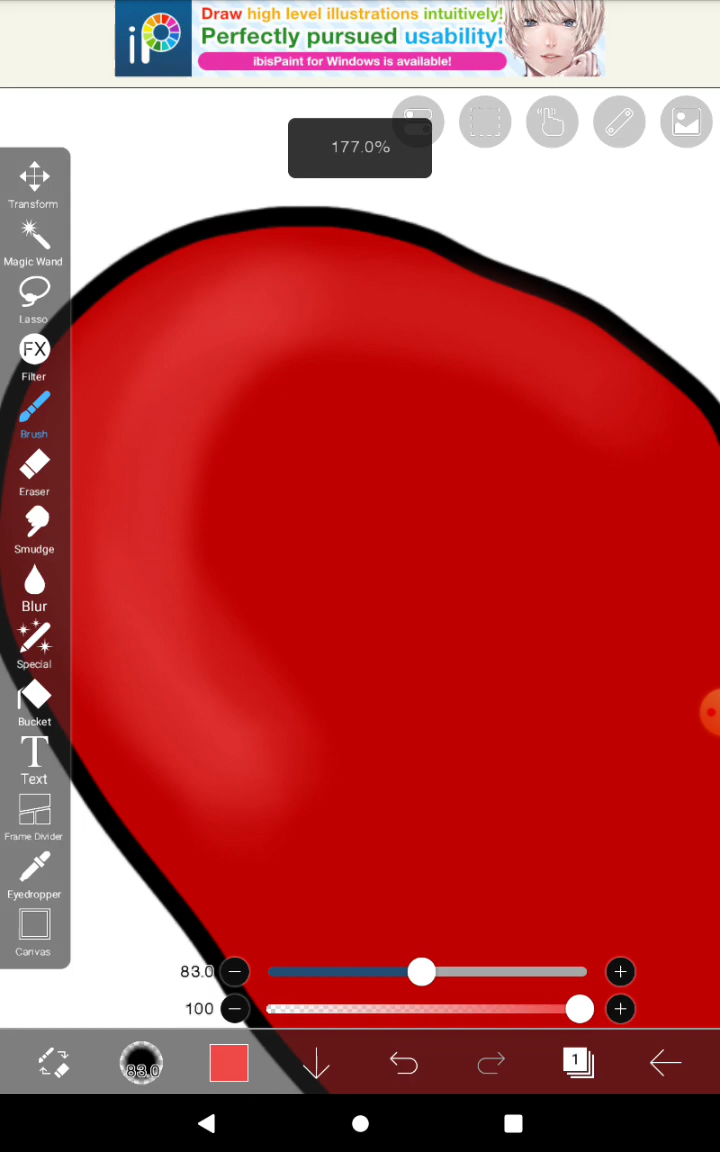 Draw high level illustrations intuitively!
iP
Perfectly pursued usability!
ibisPaint for Windows is available!
177.0%
Transform
Magic Wand
Lasso
FX
Filter
Brush
Eraser
Smudge
Blur
Special
Bucket
T
Text
Frame Divider
Eyedropper
Canvas
83.0
100
83.0
1